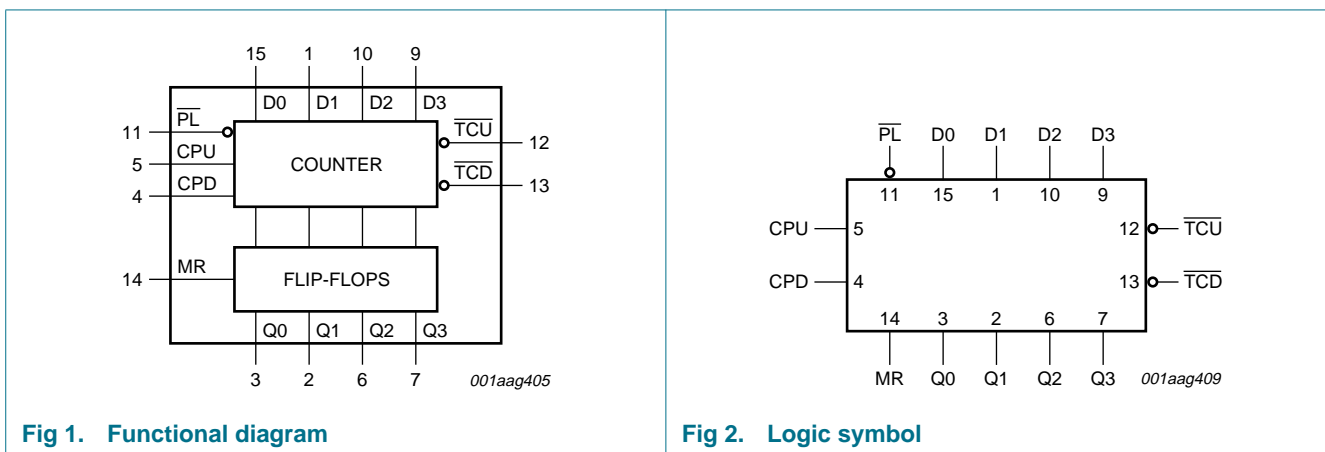 15 1 10 9
D0 D1 D2 D3
PL
11
TCU
12
CPU
5
COUNTER
TCD
13
CPD
4
MR
14
FLIP-FLOPS
Q0 Q1 Q2 Q3
3 2 6 7
001aag405
Fig 1. Functional diagram
PL D0 D1 D2 D3
11 15 1 10 9
CPU 5
12 TCU
CPD 4
13 TCD
14 3 2 6 7
MR Q0 Q1 Q2 Q3
001aag409
Fig 2. Logic symbol